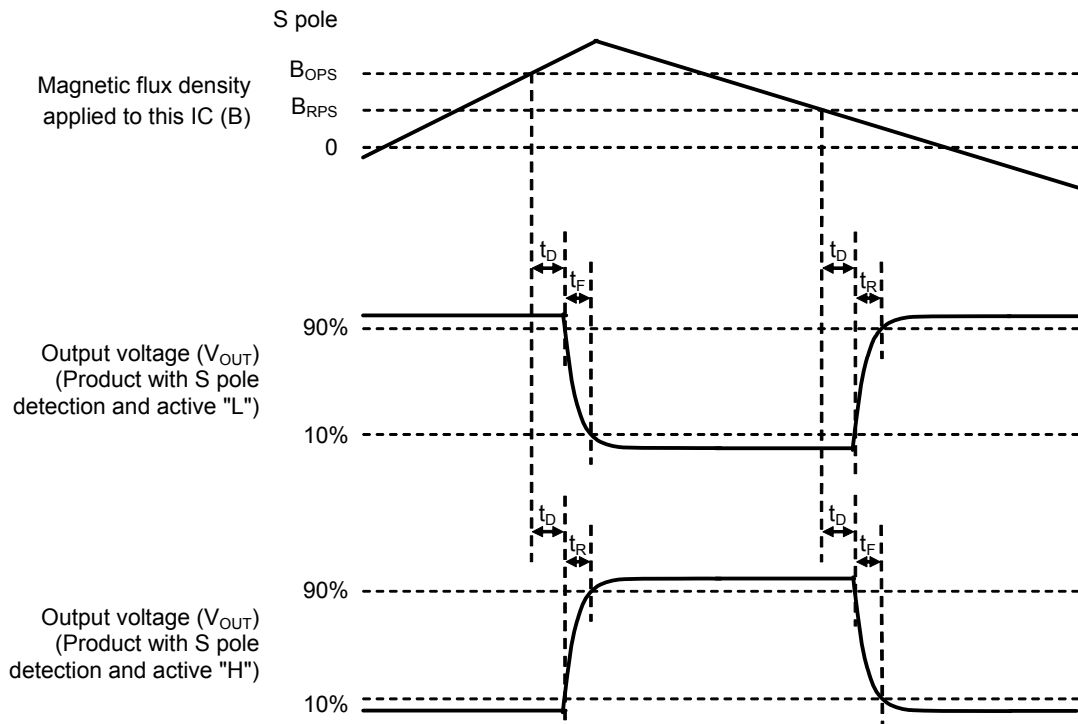 S pole
Magnetic flux density
applied to this IC (B)
BOPS
BRPS
0
tD
tF
tD
tR
Output voltage (VOUT)
(Product with S pole
detection and active "L")
90%
10%
tD
tR
tD
tF
Output voltage (VOUT)
(Product with S pole
detection and active "H")
90%
10%